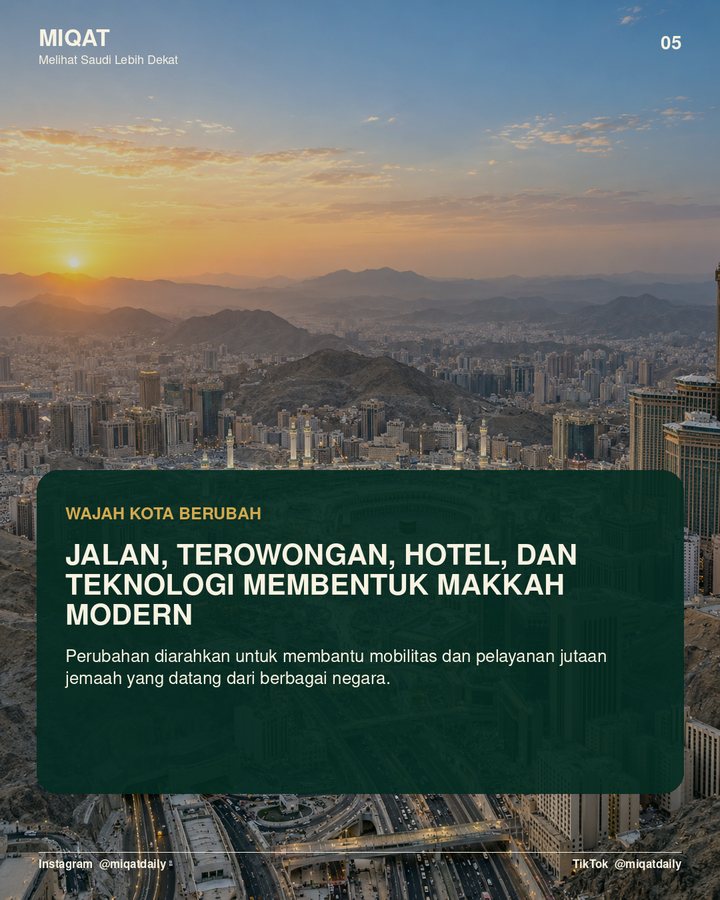 MIQAT
Melihat Saudi Lebih Dekat
05
WAJAH KOTA BERUBAH
JALAN, TEROWONGAN, HOTEL, DAN
TEKNOLOGI MEMBENTUK MAKKAH
MODERN
Perubahan diarahkan untuk membantu mobilitas dan pelayanan jutaan
jemaah yang datang dari berbagai negara.
Instagram @miqatdaily
TikTok @miqatdaily